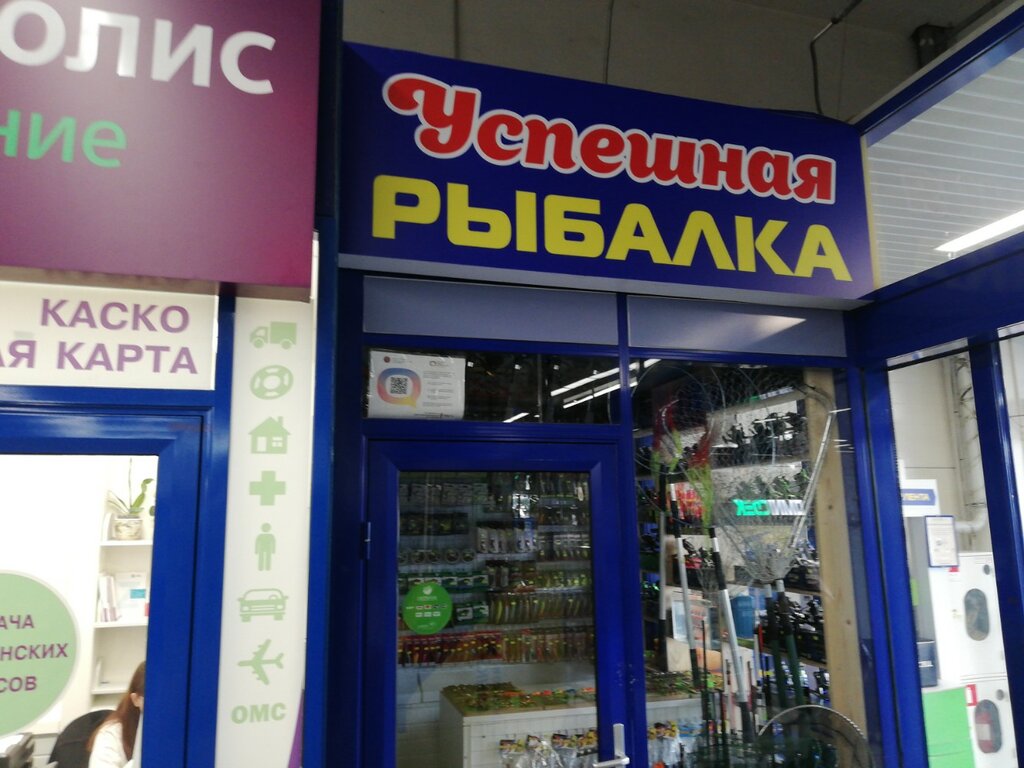 олис
ние
Успешная
РЫБАЛКА
КАСКО
АЯ КАРТА
ОМС
АЧА
НСКИХ
СОВ